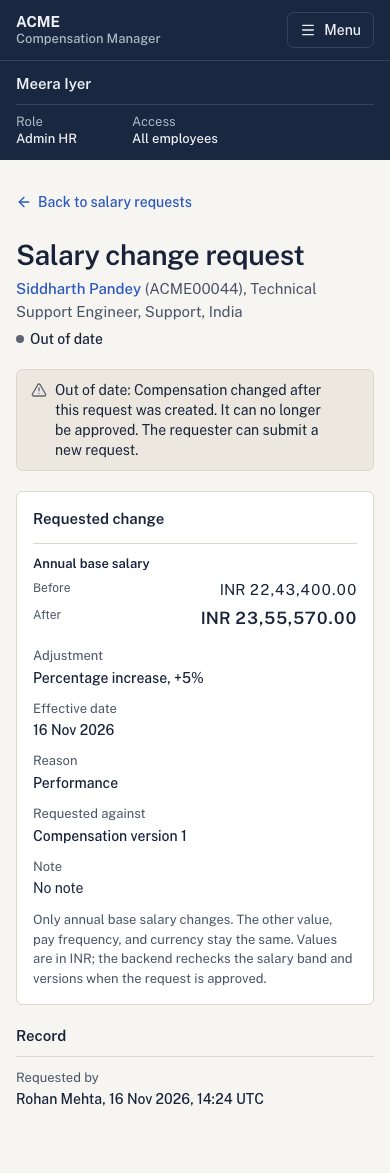 ACME
Compensation Manager
Menu
Meera Iyer
Role
Admin HR
Access
All employees
Back to salary requests
Salary change request
Siddharth Pandey (ACME00044), Technical
Support Engineer, Support, India
Out of date
Out of date: Compensation changed after
this request was created. It can no longer
be approved. The requester can submit a
new request.
Requested change
Annual base salary
Before
INR 22,43,400.00
After
INR 23,55,570.00
Adjustment
Percentage increase, +5%
Effective date
16 Nov 2026
Reason
Performance
Requested against
Compensation version 1
Note
No note
Only annual base salary changes. The other value,
pay frequency, and currency stay the same. Values
are in INR; the backend rechecks the salary band and
versions when the request is approved.
Record
Requested by
Rohan Mehta, 16 Nov 2026, 14:24 UTC